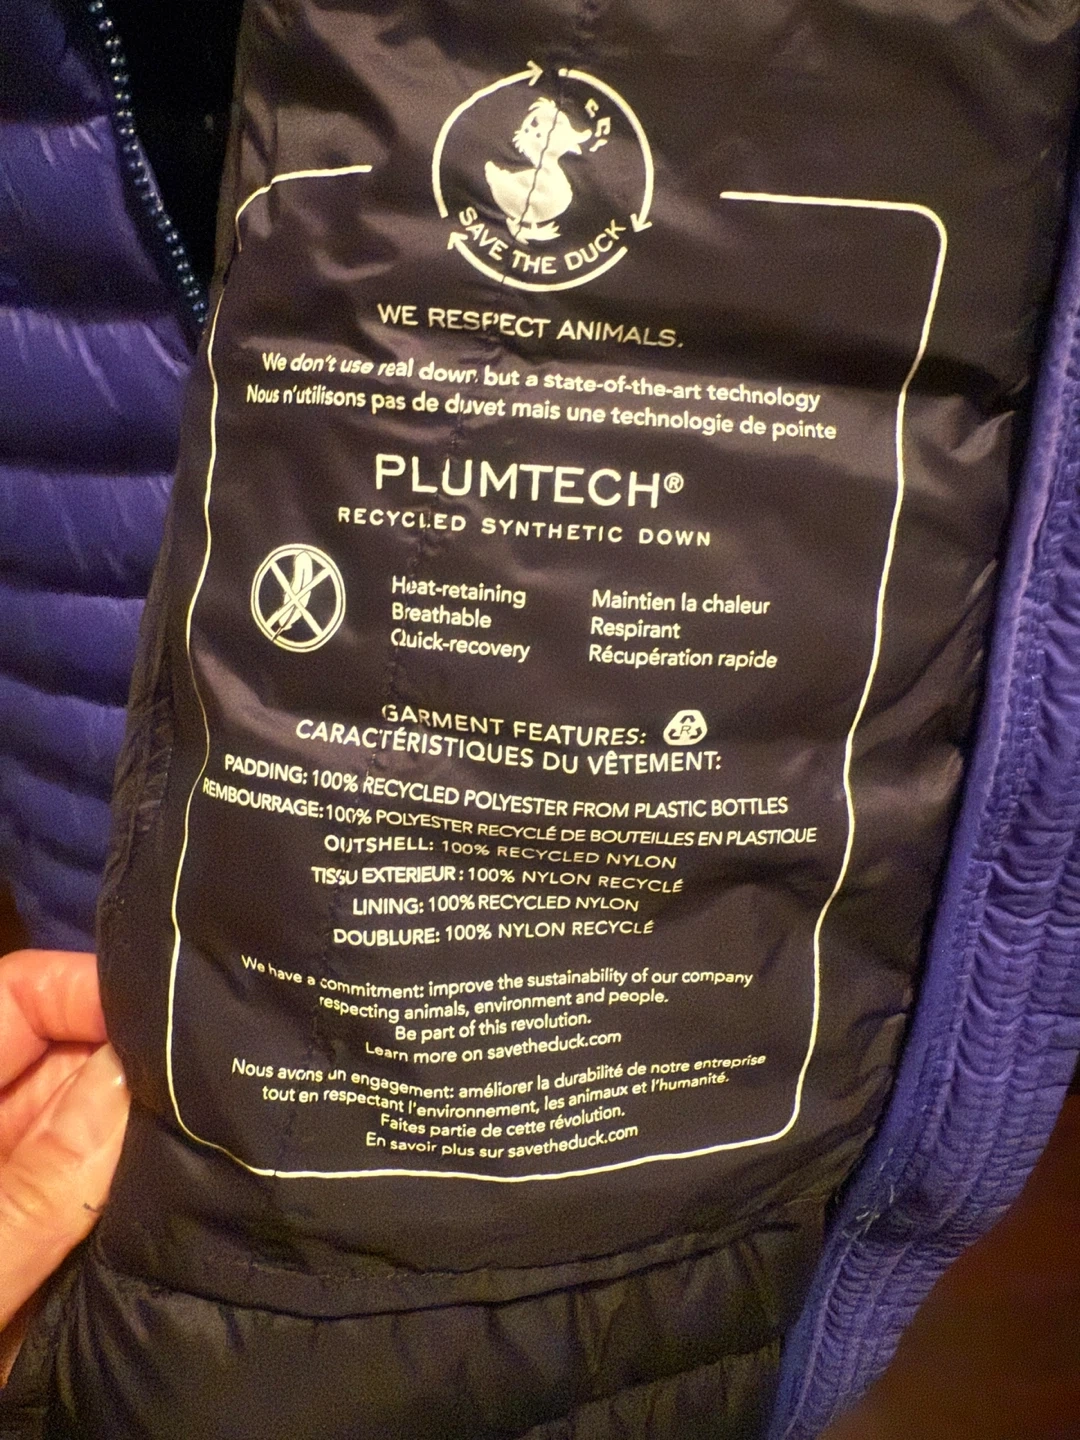 SAVE THE DUCK
WE RESPECT ANIMALS.
We don't use real down, but a state-of-the-art technology
Nous n'utilisons pas de duvet mais une technologie de pointe
PLUMTECH®
RECYCLED SYNTHETIC DOWN
Heat-retaining
Breathable
Quick-recovery
Maintien la chaleur
Respirant
Récupération rapide
GARMENT FEATURES:
CARACTÉRISTIQUES DU VÊTEMENT:
PADDING: 100% RECYCLED POLYESTER FROM PLASTIC BOTTLES
REMBOURRAGE: 100% POLYESTER RECYCLÉ DE BOUTEILLES EN PLASTIQUE
OUTSHELL: 100% RECYCLED NYLON
TISSU EXTERIEUR : 100% NYLON RECYCLÉ
LINING: 100% RECYCLED NYLON
DOUBLURE: 100% NYLON RECYCLÉ
We have a commitment: improve the sustainability of our company
respecting animals, environment and people.
Be part of this revolution.
Learn more on savetheduck.com
Nous avons un engagement: améliorer la durabilité de notre entreprise
tout en respectant l'environnement, les animaux et l'humanité.
Faites partie de cette révolution.
En savoir plus sur savetheduck.com